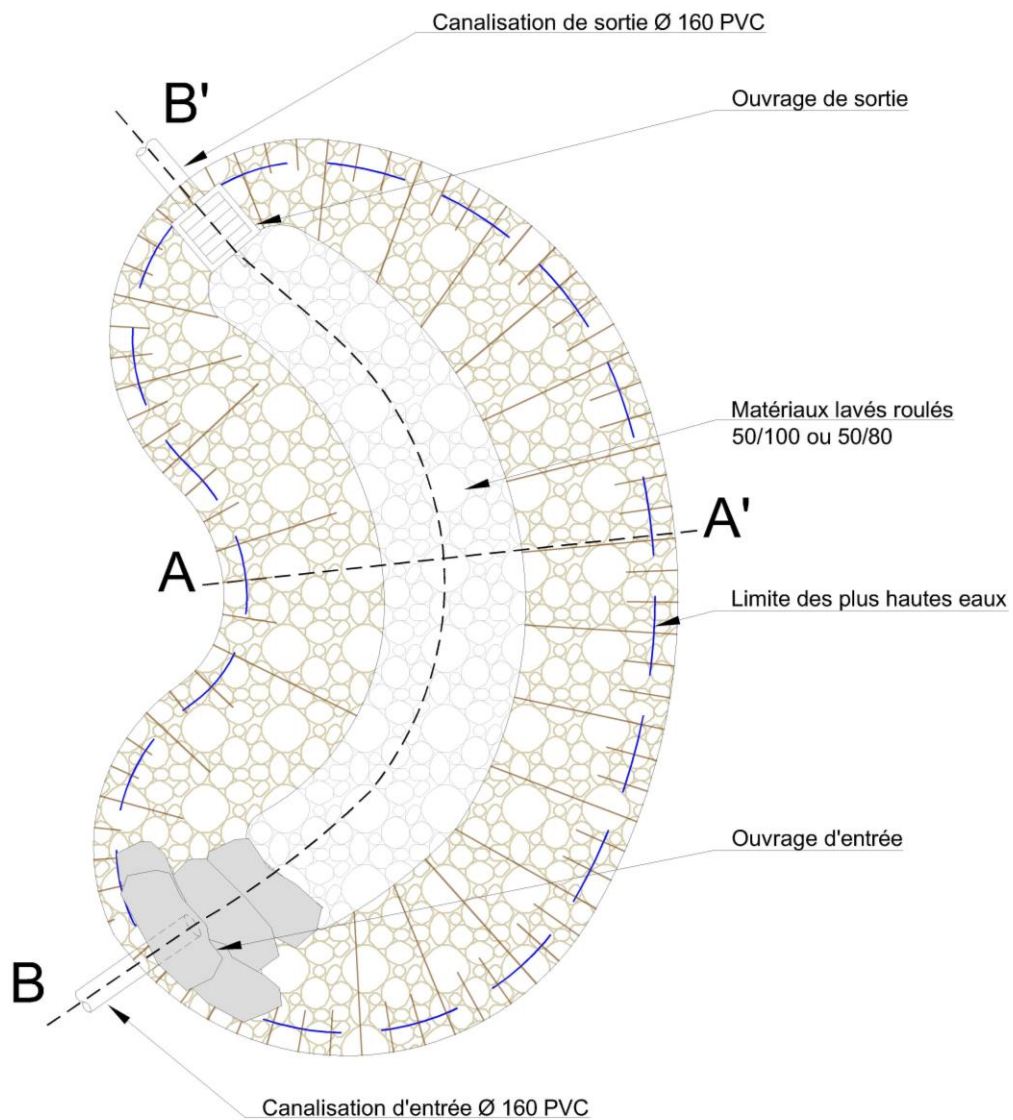 Canalisation de sortie Ø 160 PVC
B'
Ouvrage de sortie
Matériaux lavés roulés
50/100 ou 50/80
A'
A
Limite des plus hautes eaux
Ouvrage d'entrée
B
Canalisation d'entrée Ø 160 PVC